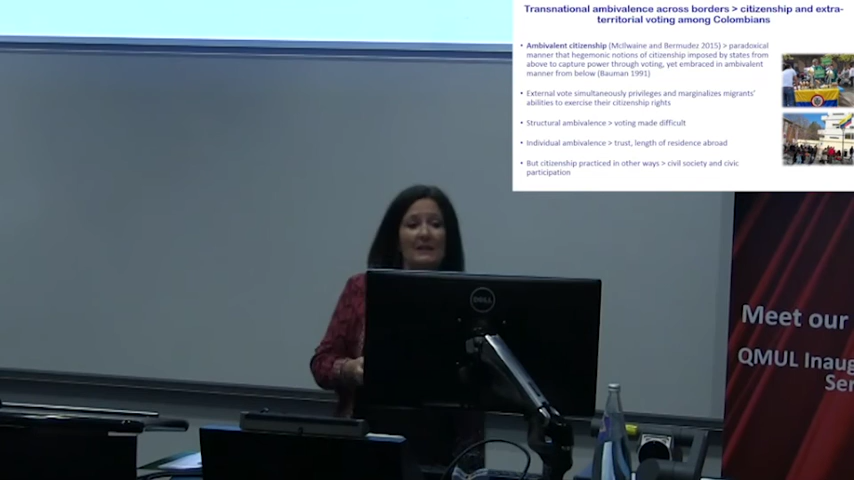 Transnational ambivalence across borders > citizenship and extra-
territorial voting among Colombians
• Ambivalent citizenship (McIlwaine and Bermudez 2015) > paradoxical
manner that hegemonic notions of citizenship imposed by states from
above to capture power through voting, yet embraced in ambivalent
manner from below (Bauman 1991)
• External vote simultaneously privileges and marginalizes migrants'
abilities to exercise their citizenship rights
• Structural ambivalence > voting made difficult
• Individual ambivalence > trust, length of residence abroad
• But citizenship practiced in other ways > civil society and civic
participation
DELL
Meet our
QMUL Inaug
Ser